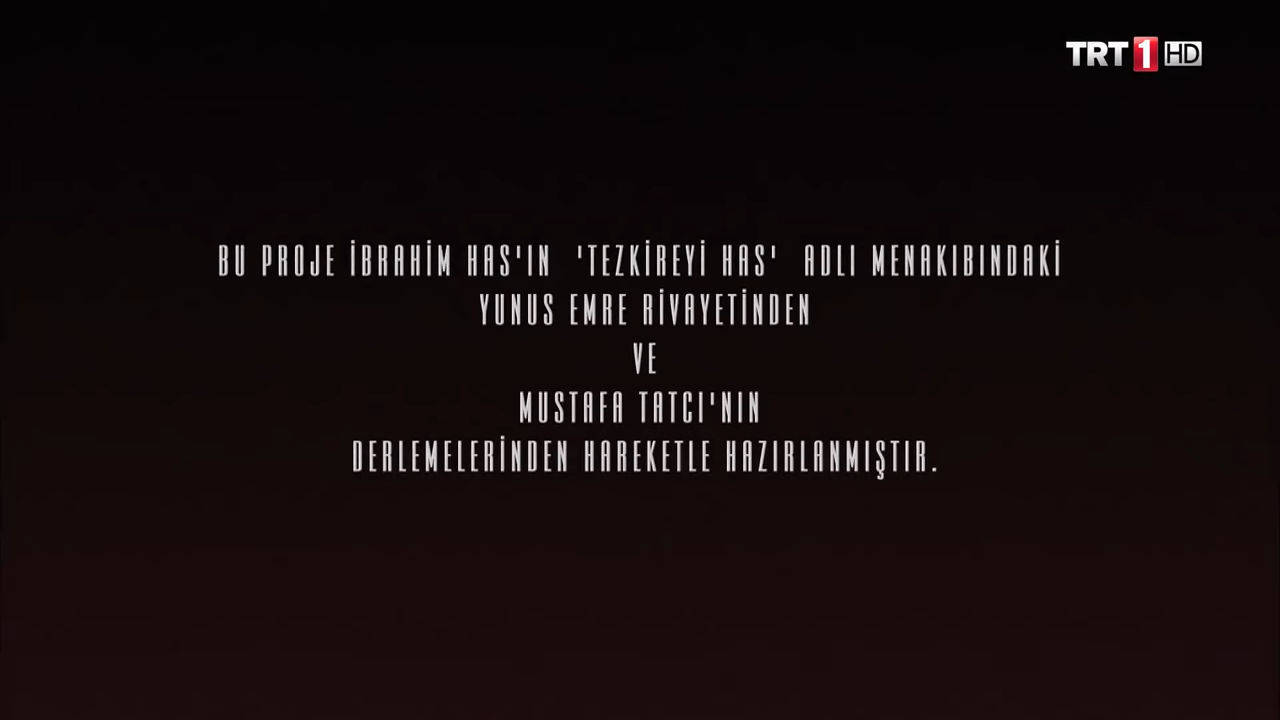 TRT 1 HD
BU PROJE İBRAHİM HAS'IN 'TEZKİREYİ HAS' ADLI MENAKIBINDAKİ
YUNUS EMRE RİVAYETİNDEN
VE
MUSTAFA TATCI'NIN
DERLEMELERİNDEN HAREKETLE HAZIRLANMIŞTIR.